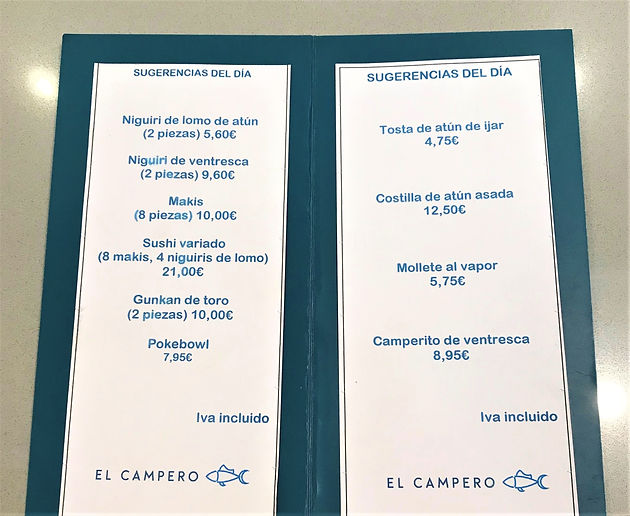 SUGERENCIAS DEL DÍA
Niguiri de lomo de atún
(2 piezas) 5,60€
Niguiri de ventresca
(2 piezas) 9,60€
Makis
(8 piezas) 10,00€
Sushi variado
(8 makis, 4 niguiris de lomo)
21,00€
Gunkan de toro
(2 piezas) 10,00€
Pokebowl
7,95€
Iva incluido
EL CAMPERO
SUGERENCIAS DEL DÍA
Tosta de atún de ijar
4,75€
Costilla de atún asada
12,50€
Mollete al vapor
5,75€
Camperito de ventresca
8,95€
Iva incluido
EL CAMPERO